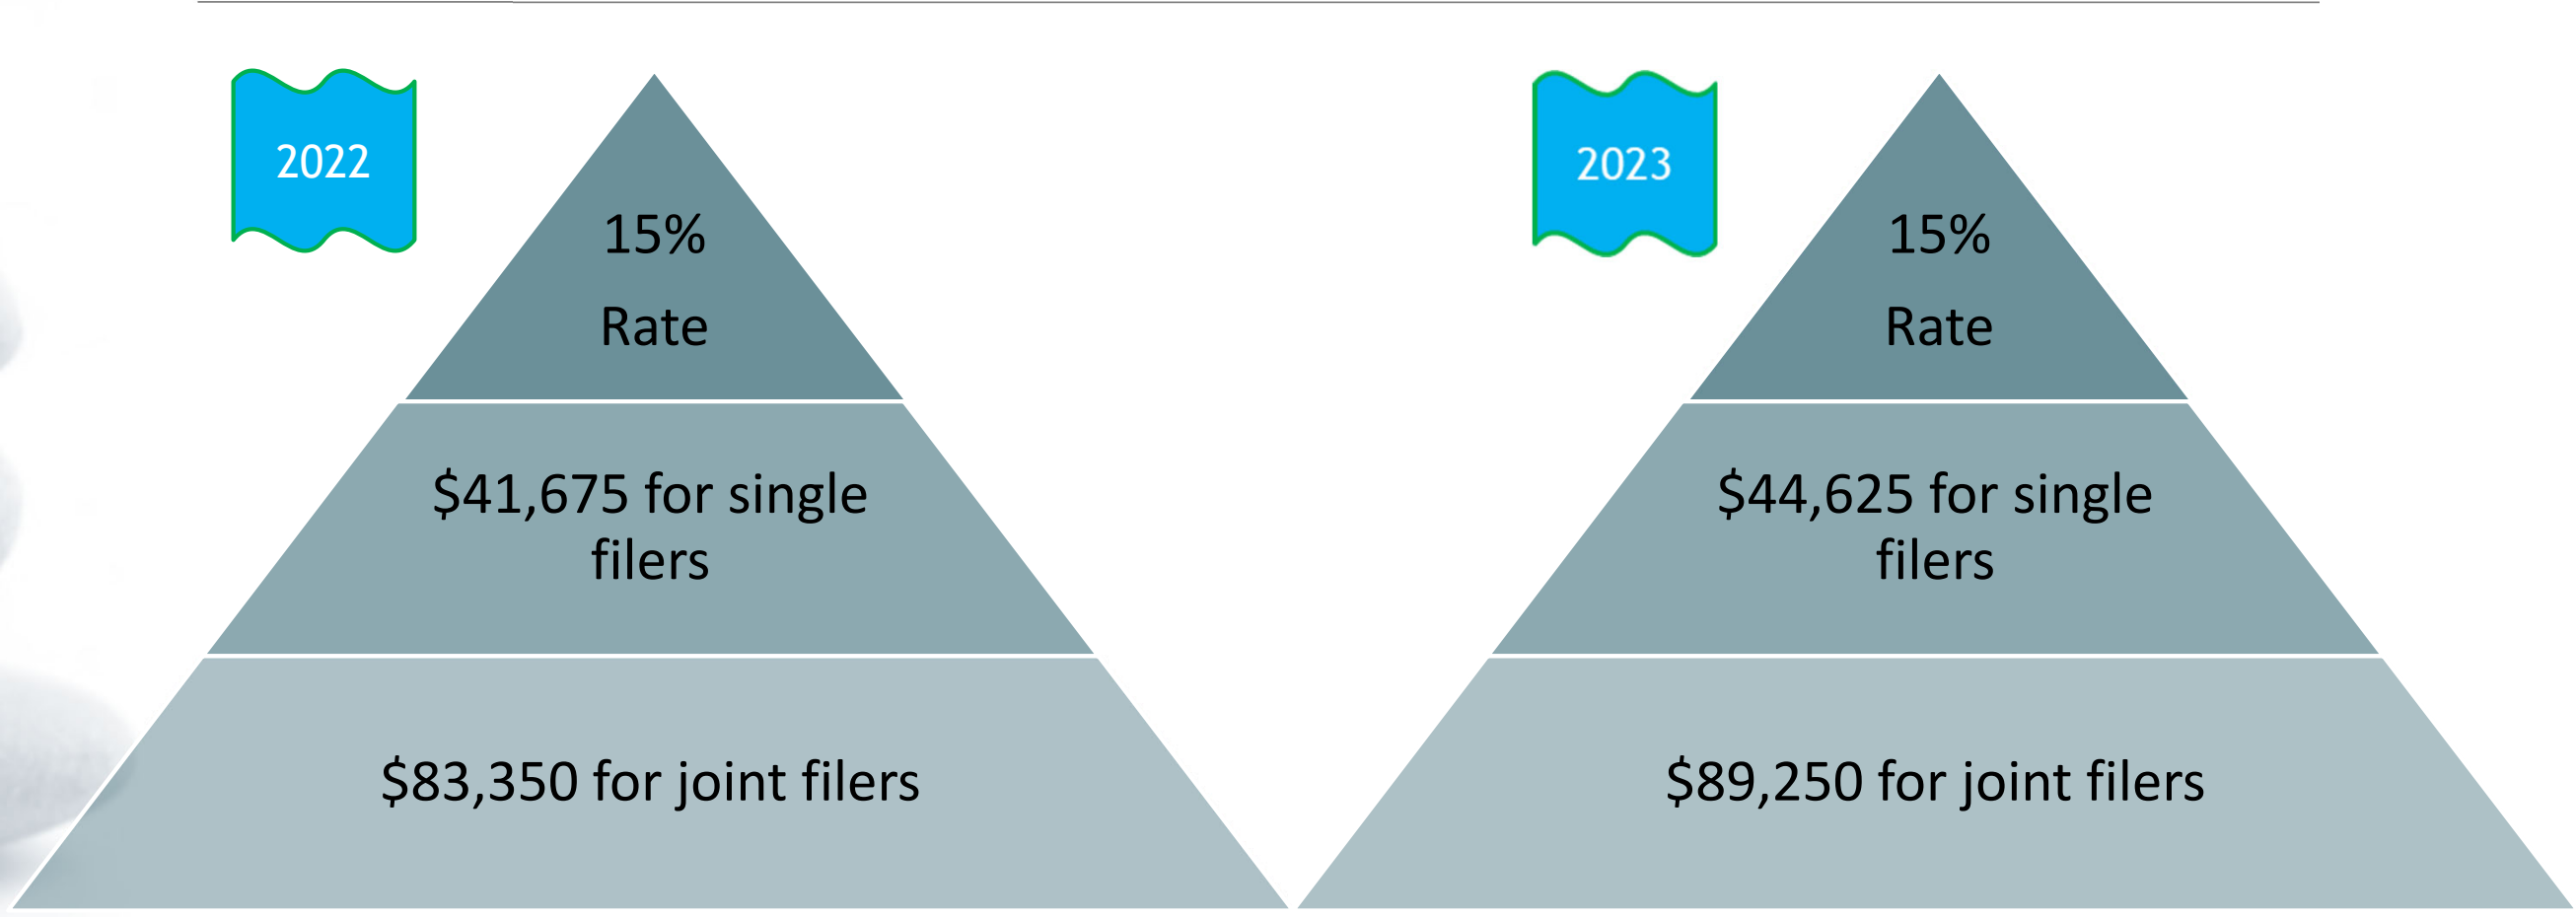 2022
15%
Rate
$41,675 for single
filers
$83,350 for joint filers
2023
15%
Rate
$44,625 for single
filers
$89,250 for joint filers